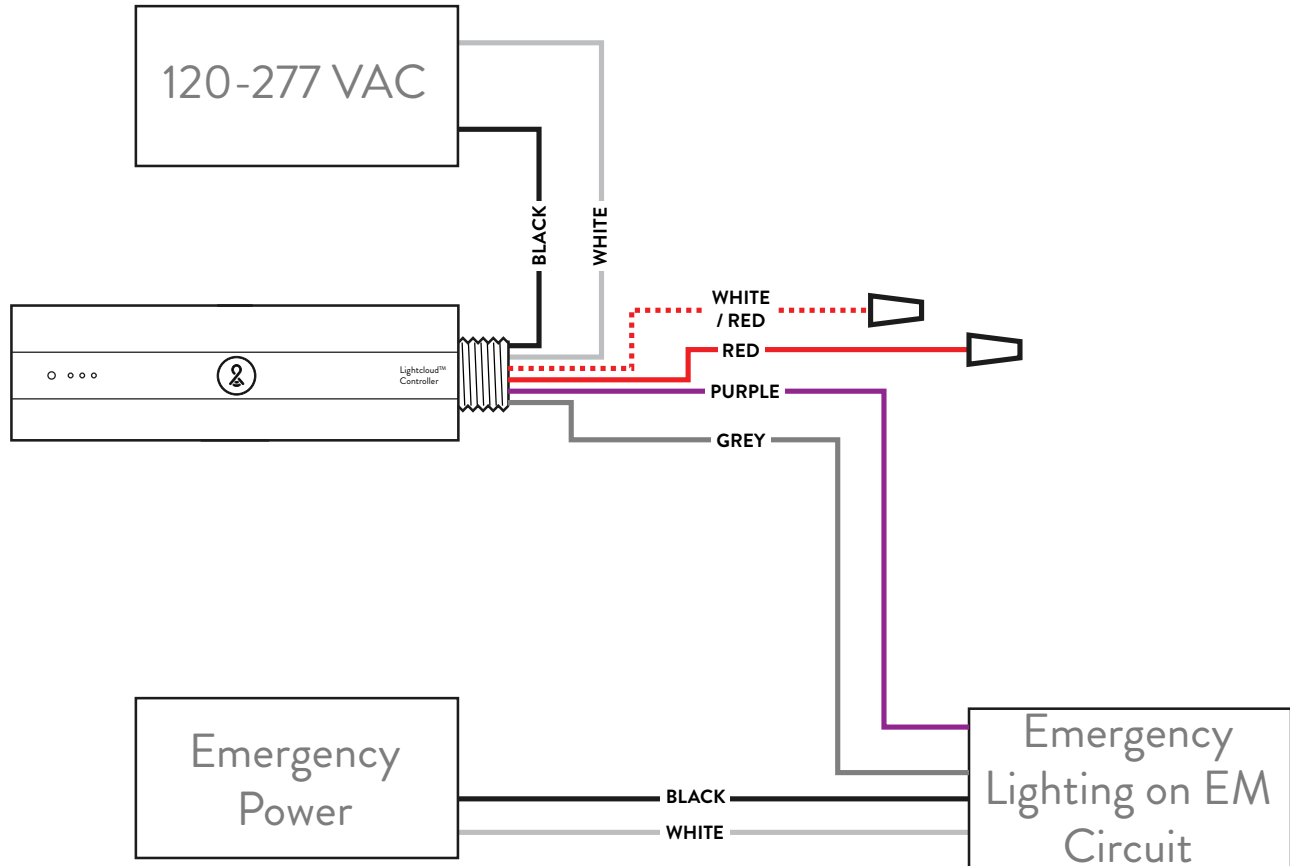 120-277 VAC
BLACK
WHITE
WHITE
/ RED
RED
PURPLE
GREY
Lightcloud™
Controller
Emergency
Power
BLACK
WHITE
Emergency
Lighting on EM
Circuit